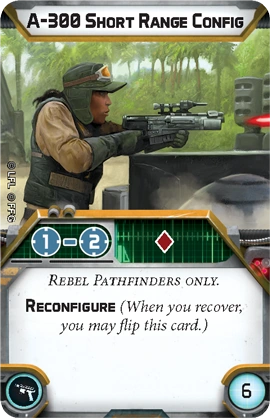 A-300 Short Range Config
© LFL © FFG
1 – 2
Rebel Pathfinders only.
Reconfigure (When you recover,
you may flip this card.)
6